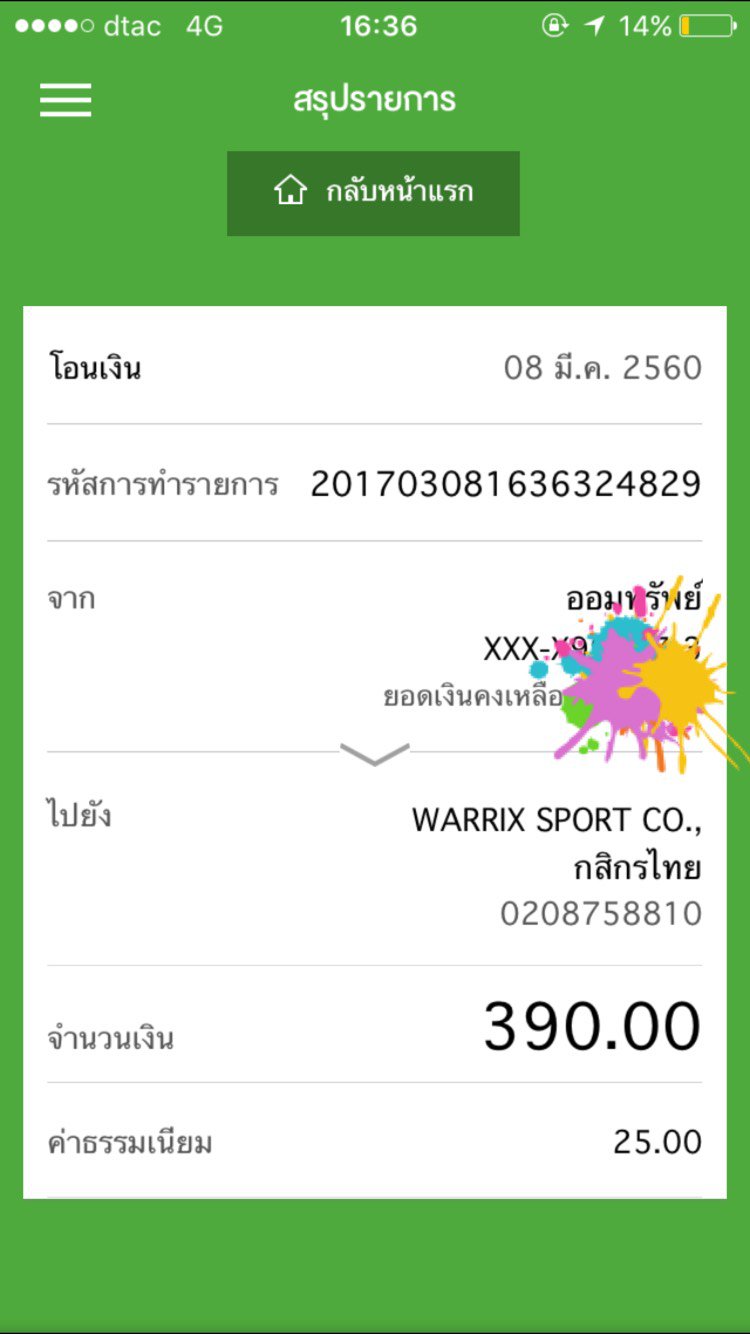 dtac 4G 16:36 14%
สรุปรายการ
กลับหน้าแรก
โอนเงิน 08 มี.ค. 2560
รหัสการทำรายการ 201703081636324829
จาก ออมทรัพย์
XXX-X9
ยอดเงินคงเหลือ
ไปยัง WARRIX SPORT CO.,
กสิกรไทย
0208758810
จำนวนเงิน 390.00
ค่าธรรมเนียม 25.00